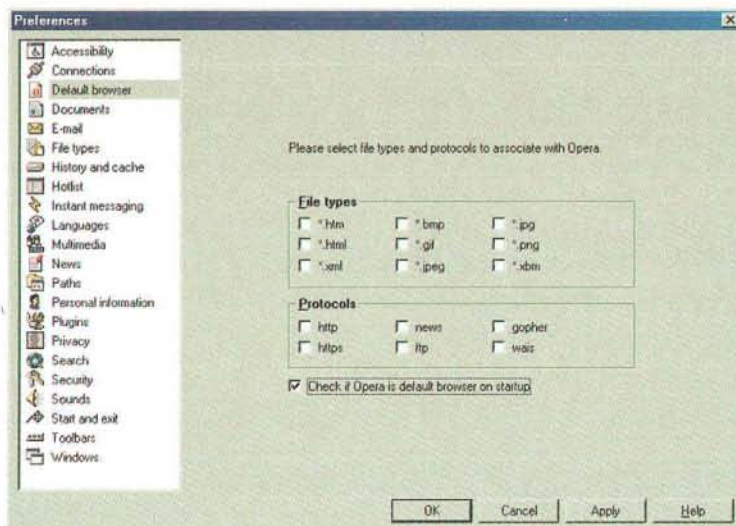 Preferences
Accessibility
Connections
Default browser
Documents
E-mail
File types
History and cache
Hotlist
Instant messaging
Languages
Multimedia
News
Paths
Personal information
Plugins
Privacy
Search
Security
Sounds
Start and exit
Toolbars
Windows
Please select file types and protocols to associate with Opera.
File types
*.htm *.bmp *.jpg
*.html *.gif *.png
*.xml *.jpeg *.xbm
Protocols
http news gopher
https ftp wais
Check if Opera is default browser on startup
OK Cancel Apply Help